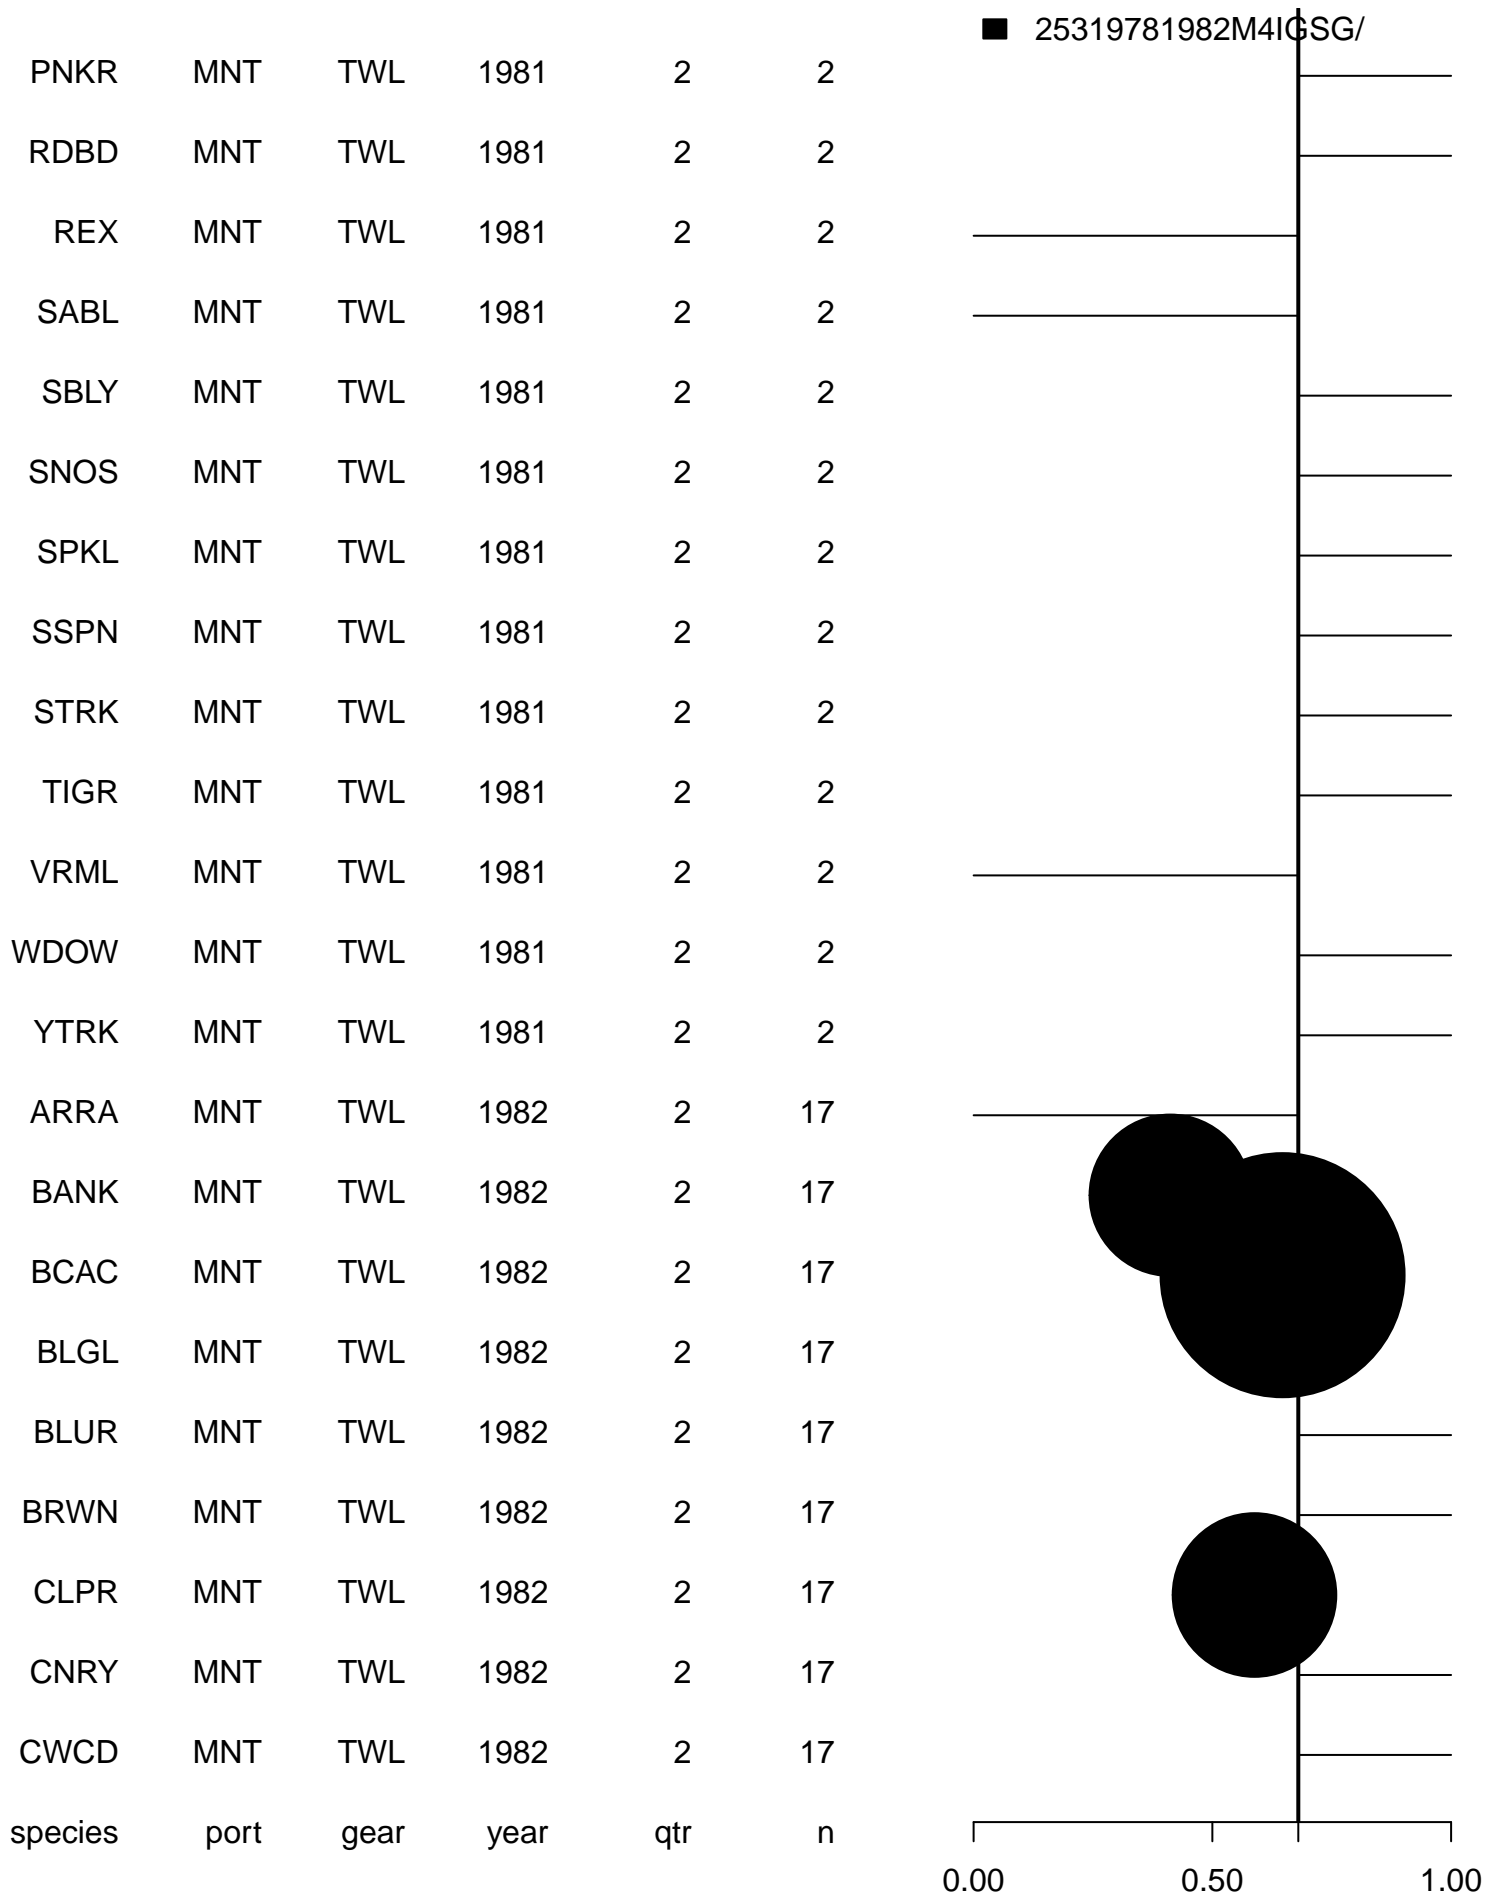 25319781982M4IGSG/
PNKR MNT TWL 1981 2 2
RDBD MNT TWL 1981 2 2
REX MNT TWL 1981 2 2
SABL MNT TWL 1981 2 2
SBLY MNT TWL 1981 2 2
SNOS MNT TWL 1981 2 2
SPKL MNT TWL 1981 2 2
SSPN MNT TWL 1981 2 2
STRK MNT TWL 1981 2 2
TIGR MNT TWL 1981 2 2
VRML MNT TWL 1981 2 2
WDOW MNT TWL 1981 2 2
YTRK MNT TWL 1981 2 2
ARRA MNT TWL 1982 2 17
BANK MNT TWL 1982 2 17
BCAC MNT TWL 1982 2 17
BLGL MNT TWL 1982 2 17
BLUR MNT TWL 1982 2 17
BRWN MNT TWL 1982 2 17
CLPR MNT TWL 1982 2 17
CNRY MNT TWL 1982 2 17
CWCD MNT TWL 1982 2 17
species port gear year qtr n
0.00 0.50 1.00